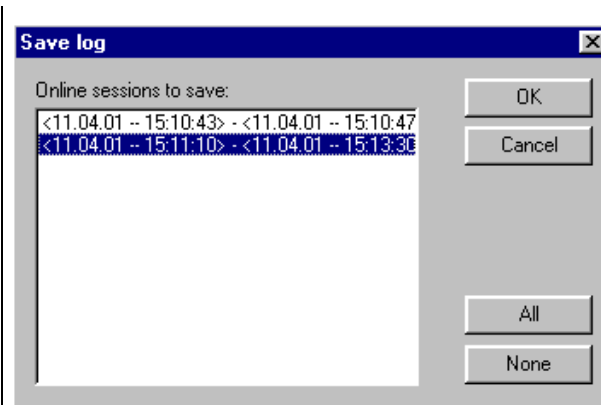 Save log
Online sessions to save:
<11.04.01 -- 15:10:43> - <11.04.01 -- 15:10:47
<11.04.01 -- 15:11:10> - <11.04.01 -- 15:13:30
OK
Cancel
All
None